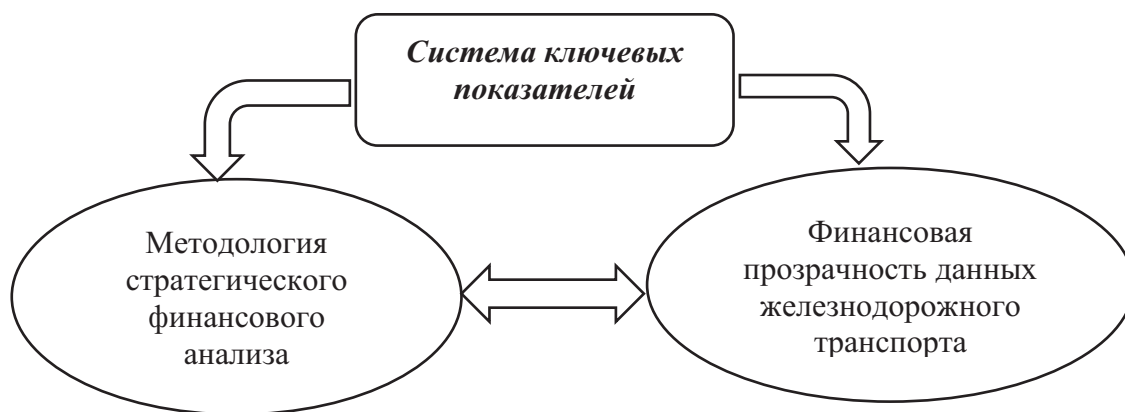 Система ключевых
показателей
Методология
стратегического
финансового
анализа
Финансовая
прозрачность данных
железнодорожного
транспорта